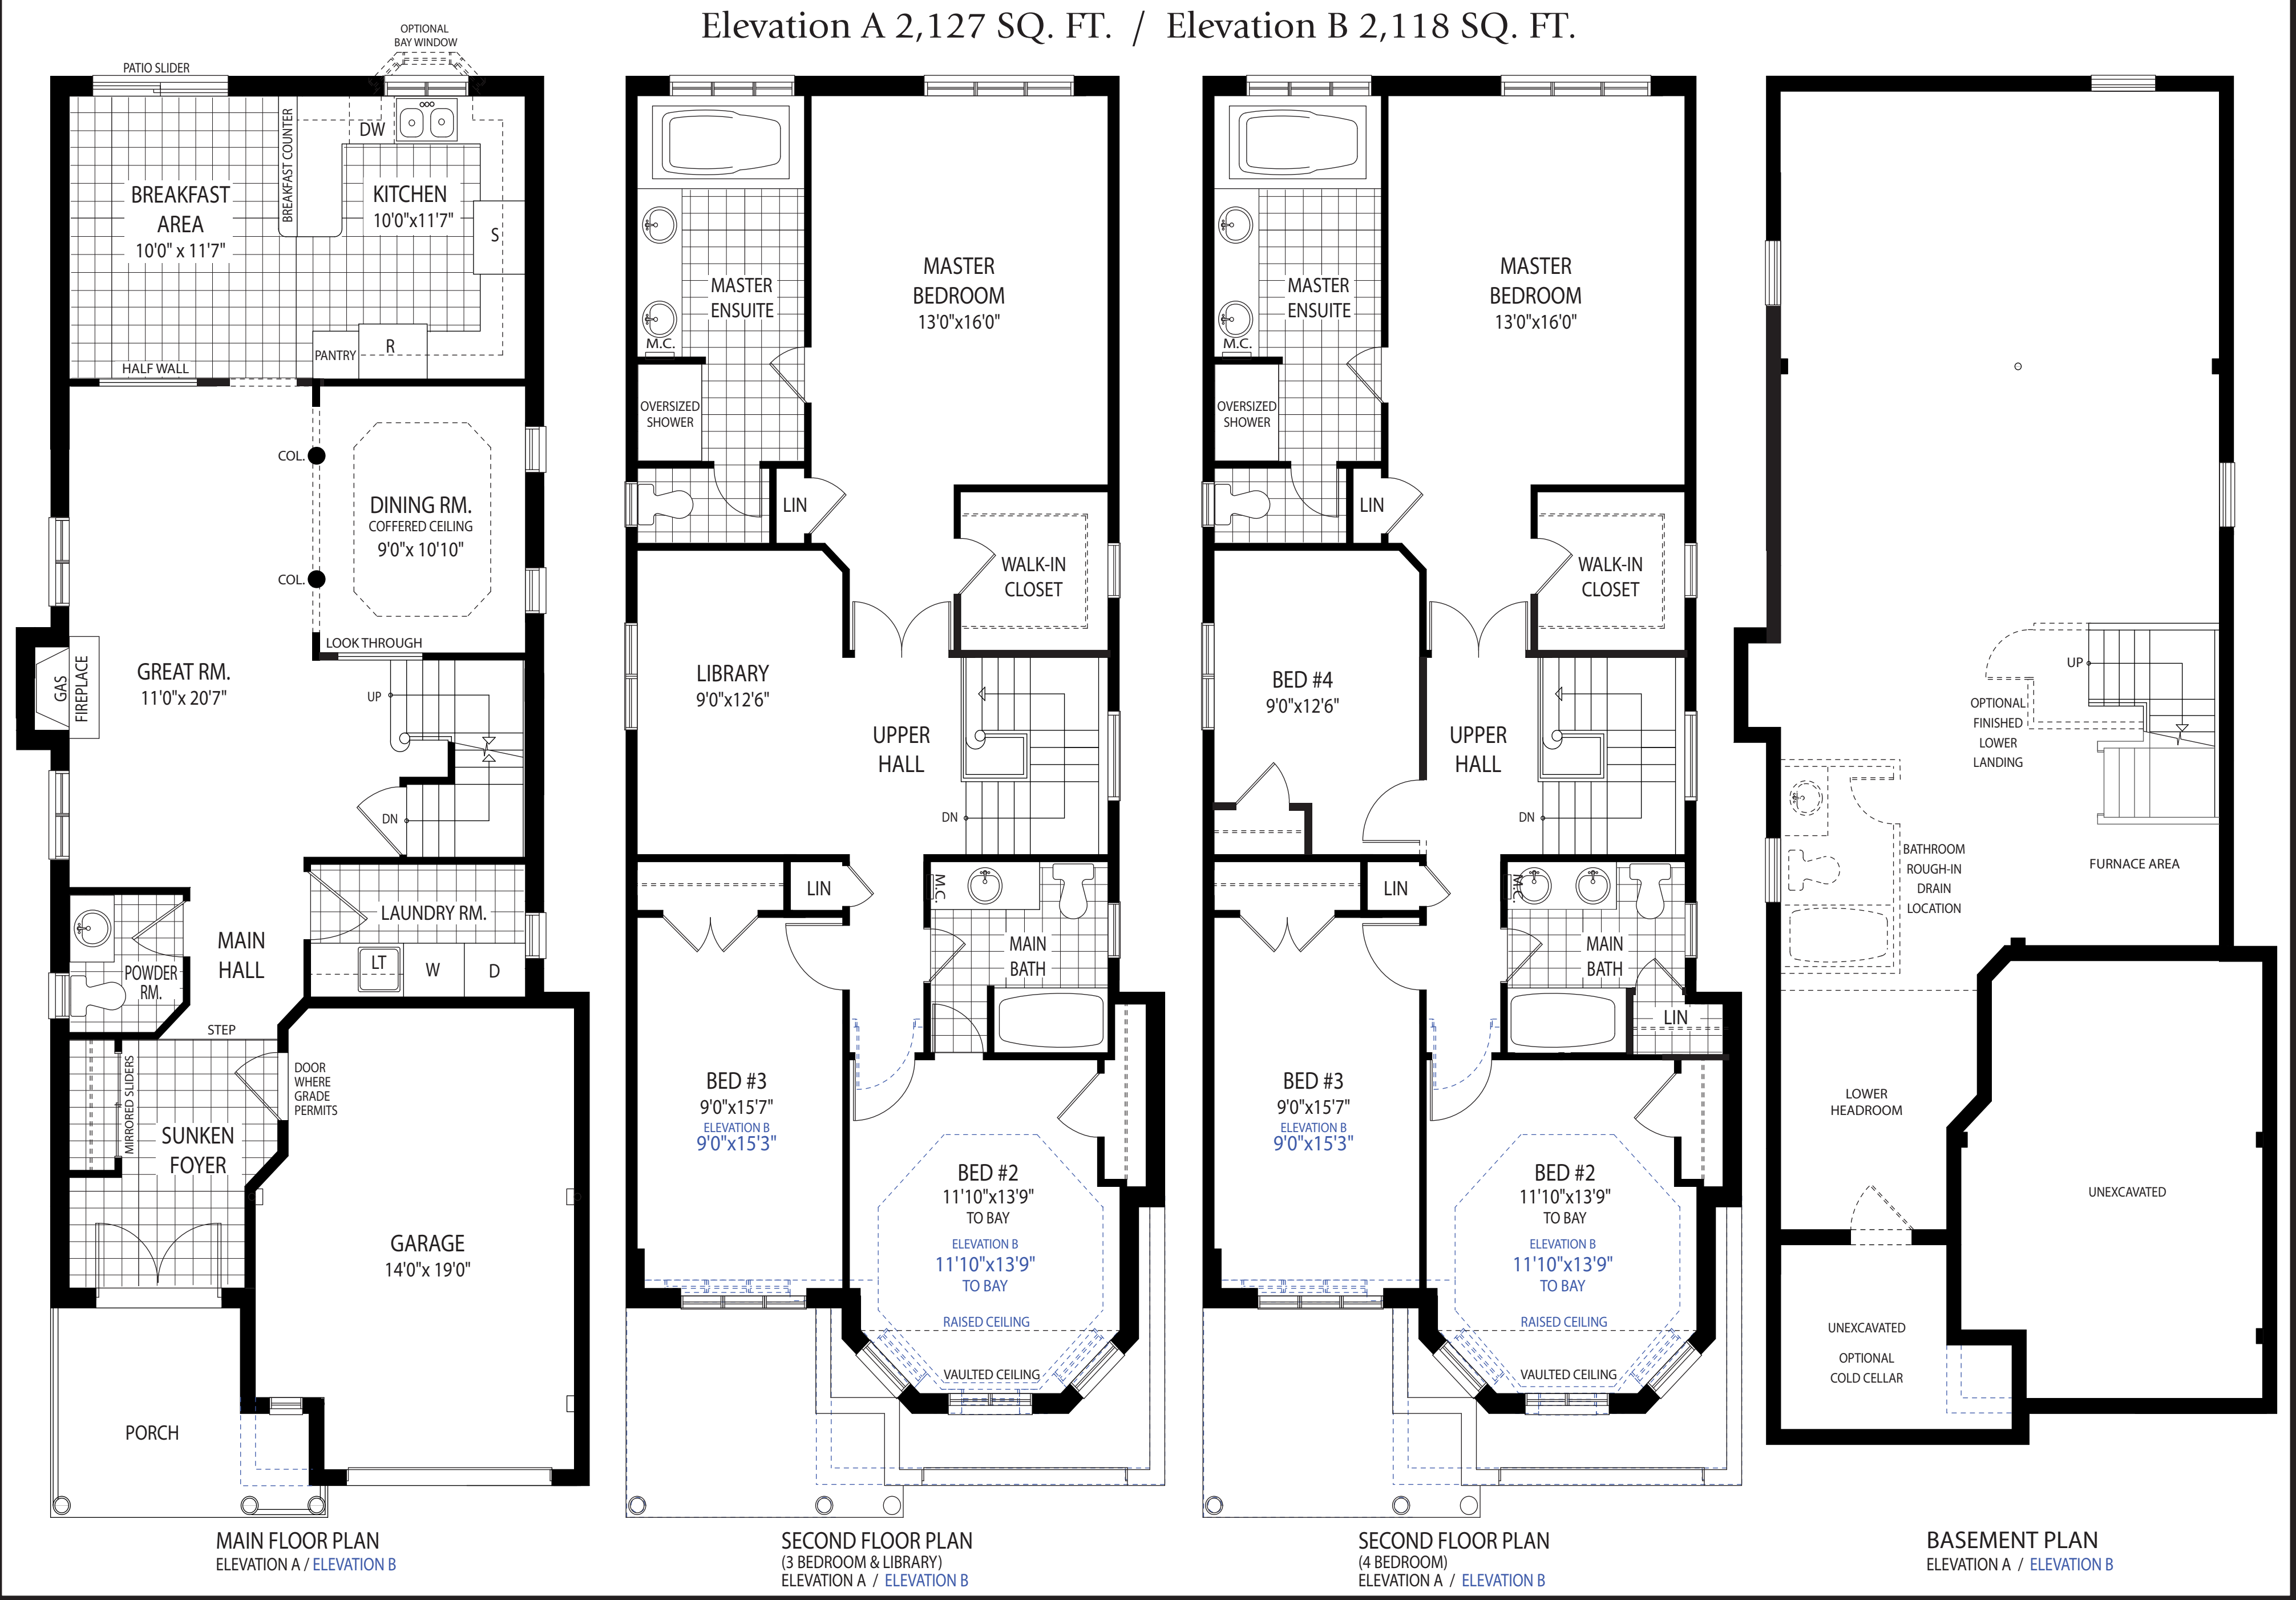 Elevation A 2,127 SQ. FT. / Elevation B 2,118 SQ. FT.
OPTIONAL
BAY WINDOW
PATIO SLIDER
BREAKFAST COUNTER
DW
BREAKFAST
AREA
10'0" x 11'7"
KITCHEN
10'0"x11'7"
S
R
PANTRY
HALF WALL
COL.
DINING RM.
COFFERED CEILING
9'0"x 10'10"
COL.
LOOK THROUGH
GAS
FIREPLACE
GREAT RM.
11'0"x 20'7"
UP
DN
LAUNDRY RM.
LT
W
D
MAIN
HALL
POWDER
RM.
STEP
MIRRORED SLIDERS
DOOR
WHERE
GRADE
PERMITS
SUNKEN
FOYER
GARAGE
14'0"x 19'0"
PORCH
MAIN FLOOR PLAN
ELEVATION A / ELEVATION B
MASTER
ENSUITE
M.C.
MASTER
BEDROOM
13'0"x16'0"
OVERSIZED
SHOWER
LIN
WALK-IN
CLOSET
LIBRARY
9'0"x12'6"
UPPER
HALL
DN
LIN
M.C.
MAIN
BATH
BED #3
9'0"x15'7"
ELEVATION B
9'0"x15'3"
BED #2
11'10"x13'9"
TO BAY
ELEVATION B
11'10"x13'9"
TO BAY
RAISED CEILING
VAULTED CEILING
SECOND FLOOR PLAN
(3 BEDROOM & LIBRARY)
ELEVATION A / ELEVATION B
MASTER
ENSUITE
M.C.
MASTER
BEDROOM
13'0"x16'0"
OVERSIZED
SHOWER
LIN
WALK-IN
CLOSET
BED #4
9'0"x12'6"
UPPER
HALL
DN
LIN
M.C.
MAIN
BATH
LIN
BED #3
9'0"x15'7"
ELEVATION B
9'0"x15'3"
BED #2
11'10"x13'9"
TO BAY
ELEVATION B
11'10"x13'9"
TO BAY
RAISED CEILING
VAULTED CEILING
SECOND FLOOR PLAN
(4 BEDROOM)
ELEVATION A / ELEVATION B
UP
OPTIONAL
FINISHED
LOWER
LANDING
BATHROOM
ROUGH-IN
DRAIN
LOCATION
FURNACE AREA
LOWER
HEADROOM
UNEXCAVATED
UNEXCAVATED
OPTIONAL
COLD CELLAR
BASEMENT PLAN
ELEVATION A / ELEVATION B